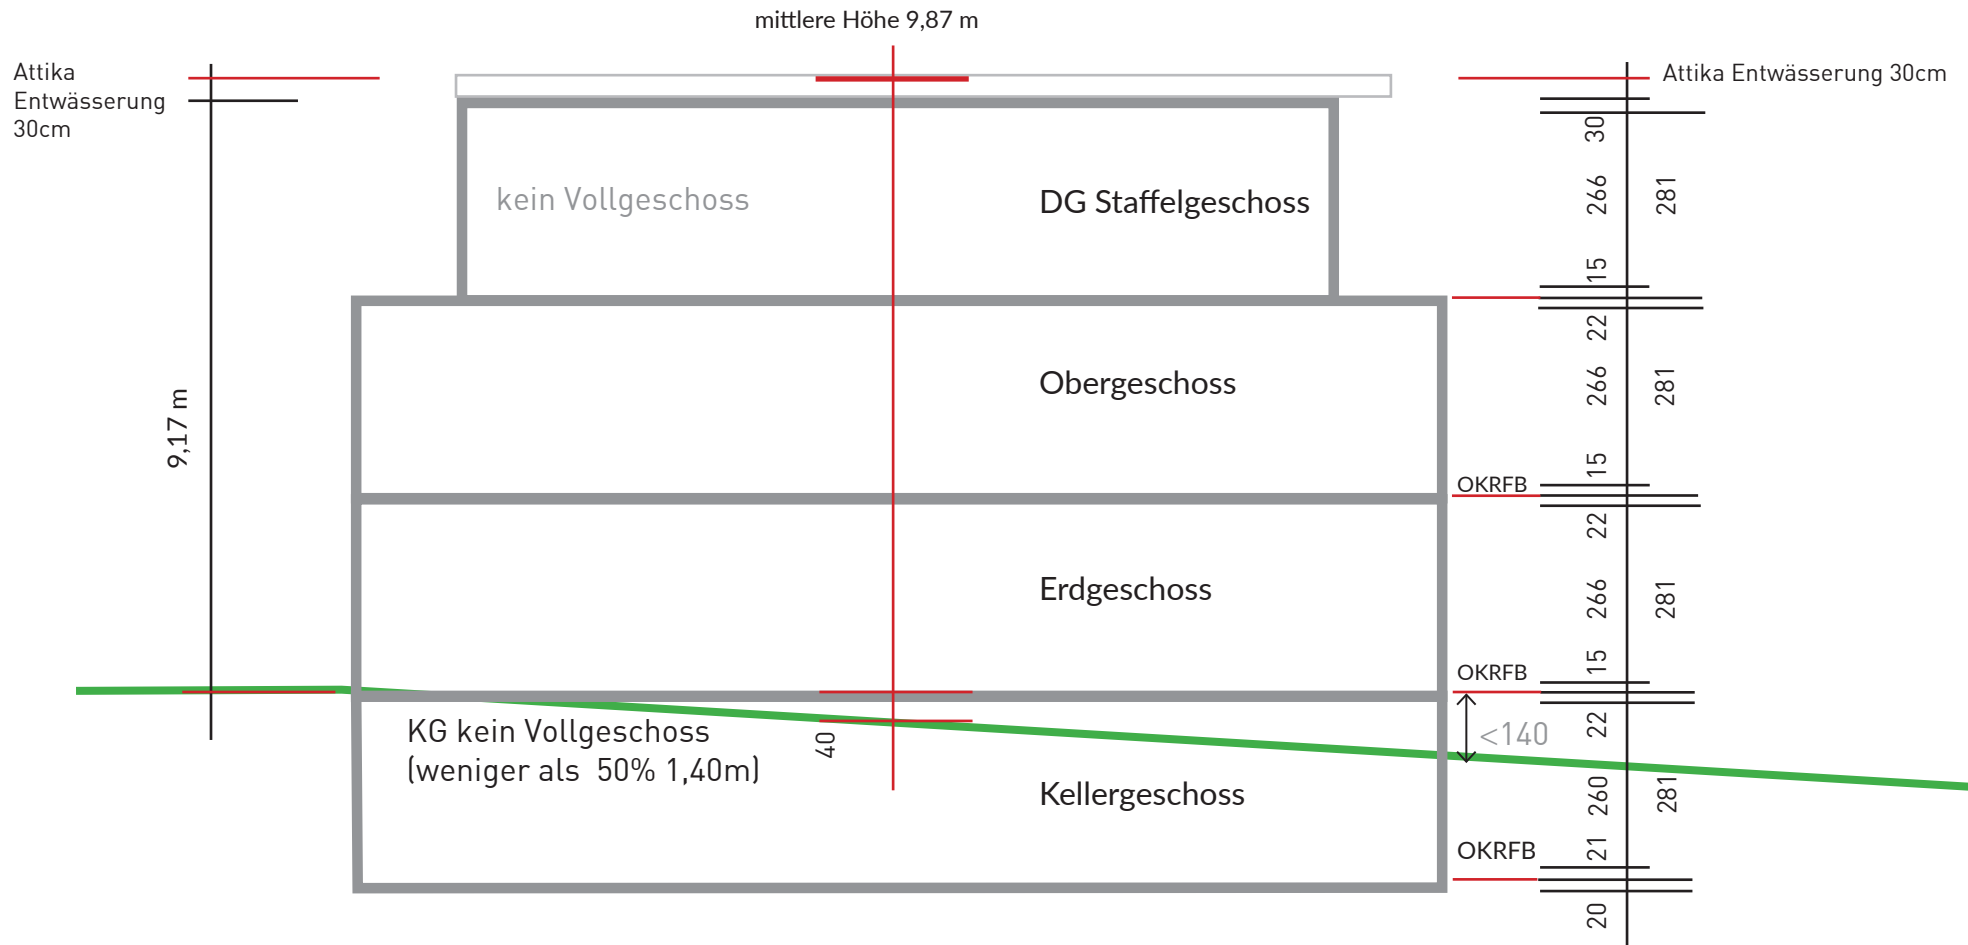 mittlere Höhe 9,87 m
Attika
Entwässerung
30cm
Attika Entwässerung 30cm
30
kein Vollgeschoss
DG Staffelgeschoss
266
281
15
22
Obergeschoss
266
281
9,17 m
15
OKRFB
22
Erdgeschoss
266
281
15
OKRFB
KG kein Vollgeschoss
(weniger als 50% 1,40m)
40
<140
22
Kellergeschoss
260
281
21
OKRFB
20